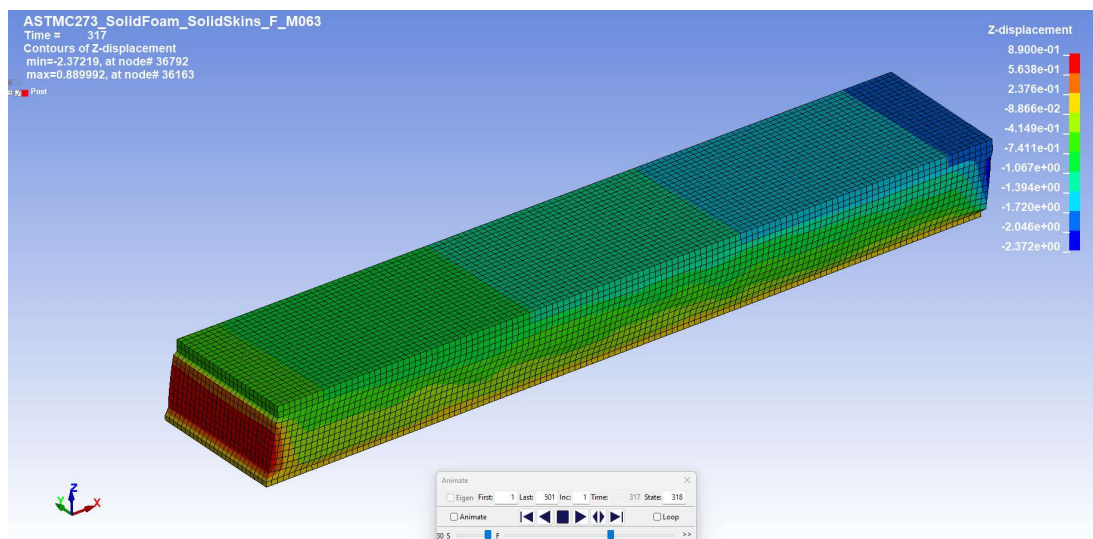 ASTMC273_SolidFoam_SolidSkins_F_M063
Time = 317
Contours of Z-displacement
min=-2.37219, at node# 36792
max=0.889992, at node# 36163
Post
Z-displacement
8.900e-01
5.638e-01
2.376e-01
-8.866e-02
-4.149e-01
-7.411e-01
-1.067e+00
-1.394e+00
-1.720e+00
-2.046e+00
-2.372e+00
Z
Y
X
Animate
Eigen First: 1 Last: 501 Inc: 1 Time: 317 State: 318
Animate Loop
30 S F >>